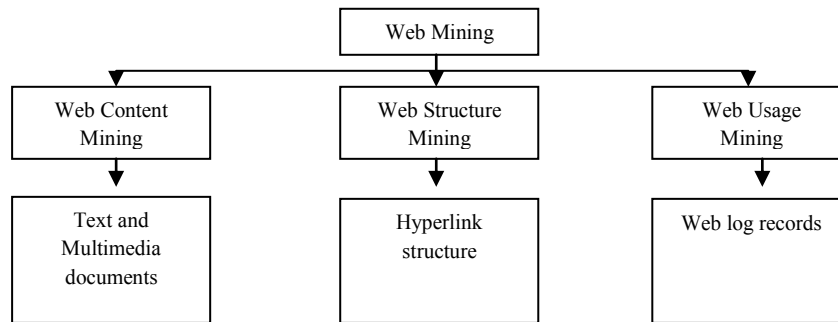 Web Mining
Web Content
Mining
Web Structure
Mining
Web Usage
Mining
Text and
Multimedia
documents
Hyperlink
structure
Web log records